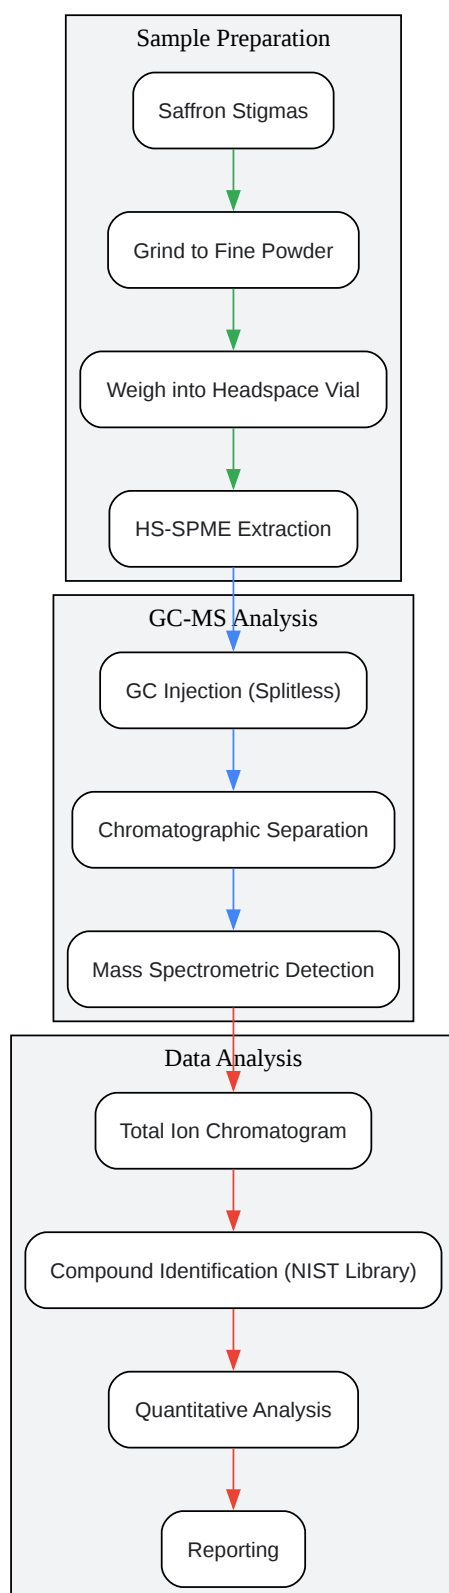 Sample Preparation
Saffron Stigmas
Grind to Fine Powder
Weigh into Headspace Vial
HS-SPME Extraction
GC-MS Analysis
GC Injection (Splitless)
Chromatographic Separation
Mass Spectrometric Detection
Data Analysis
Total Ion Chromatogram
Compound Identification (NIST Library)
Quantitative Analysis
Reporting